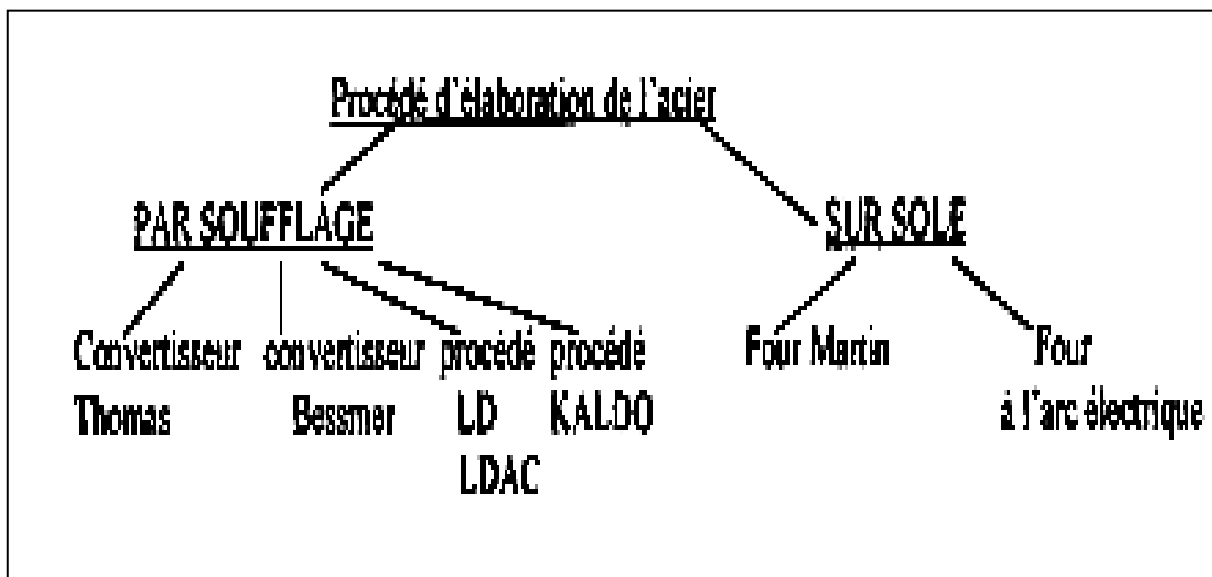 Procédé d'élaboration de l'acier
PAR SOUFFLAGE
SUR SOLE
Convertisseur convertisseur procédé procédé
Thomas Bessmer LD KALDO
LDAC
Four Martin
Four
à l'arc électrique